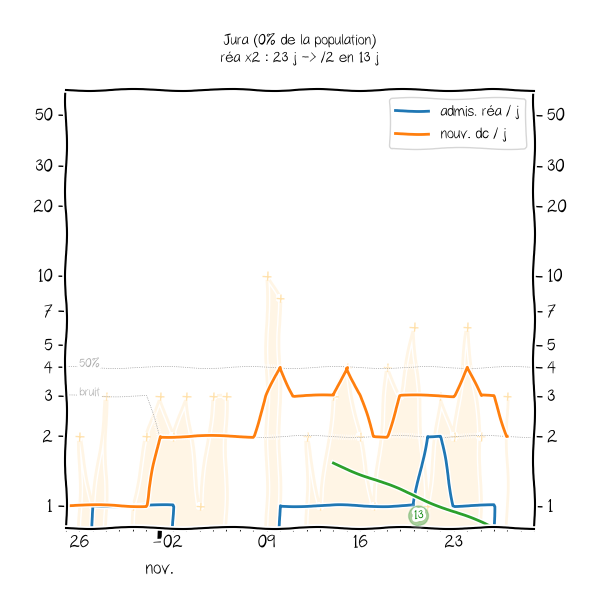 Jura (0% de la population)
réa x2 : 23 j -> /2 en 13 j
admis. réa / j
nouv. dc / j
50 50
30 30
20 20
10 10
7 7
5 5
50%
4 4
bruit
3 3
2 2
1 1
13
26 02 09 16 23
nov.